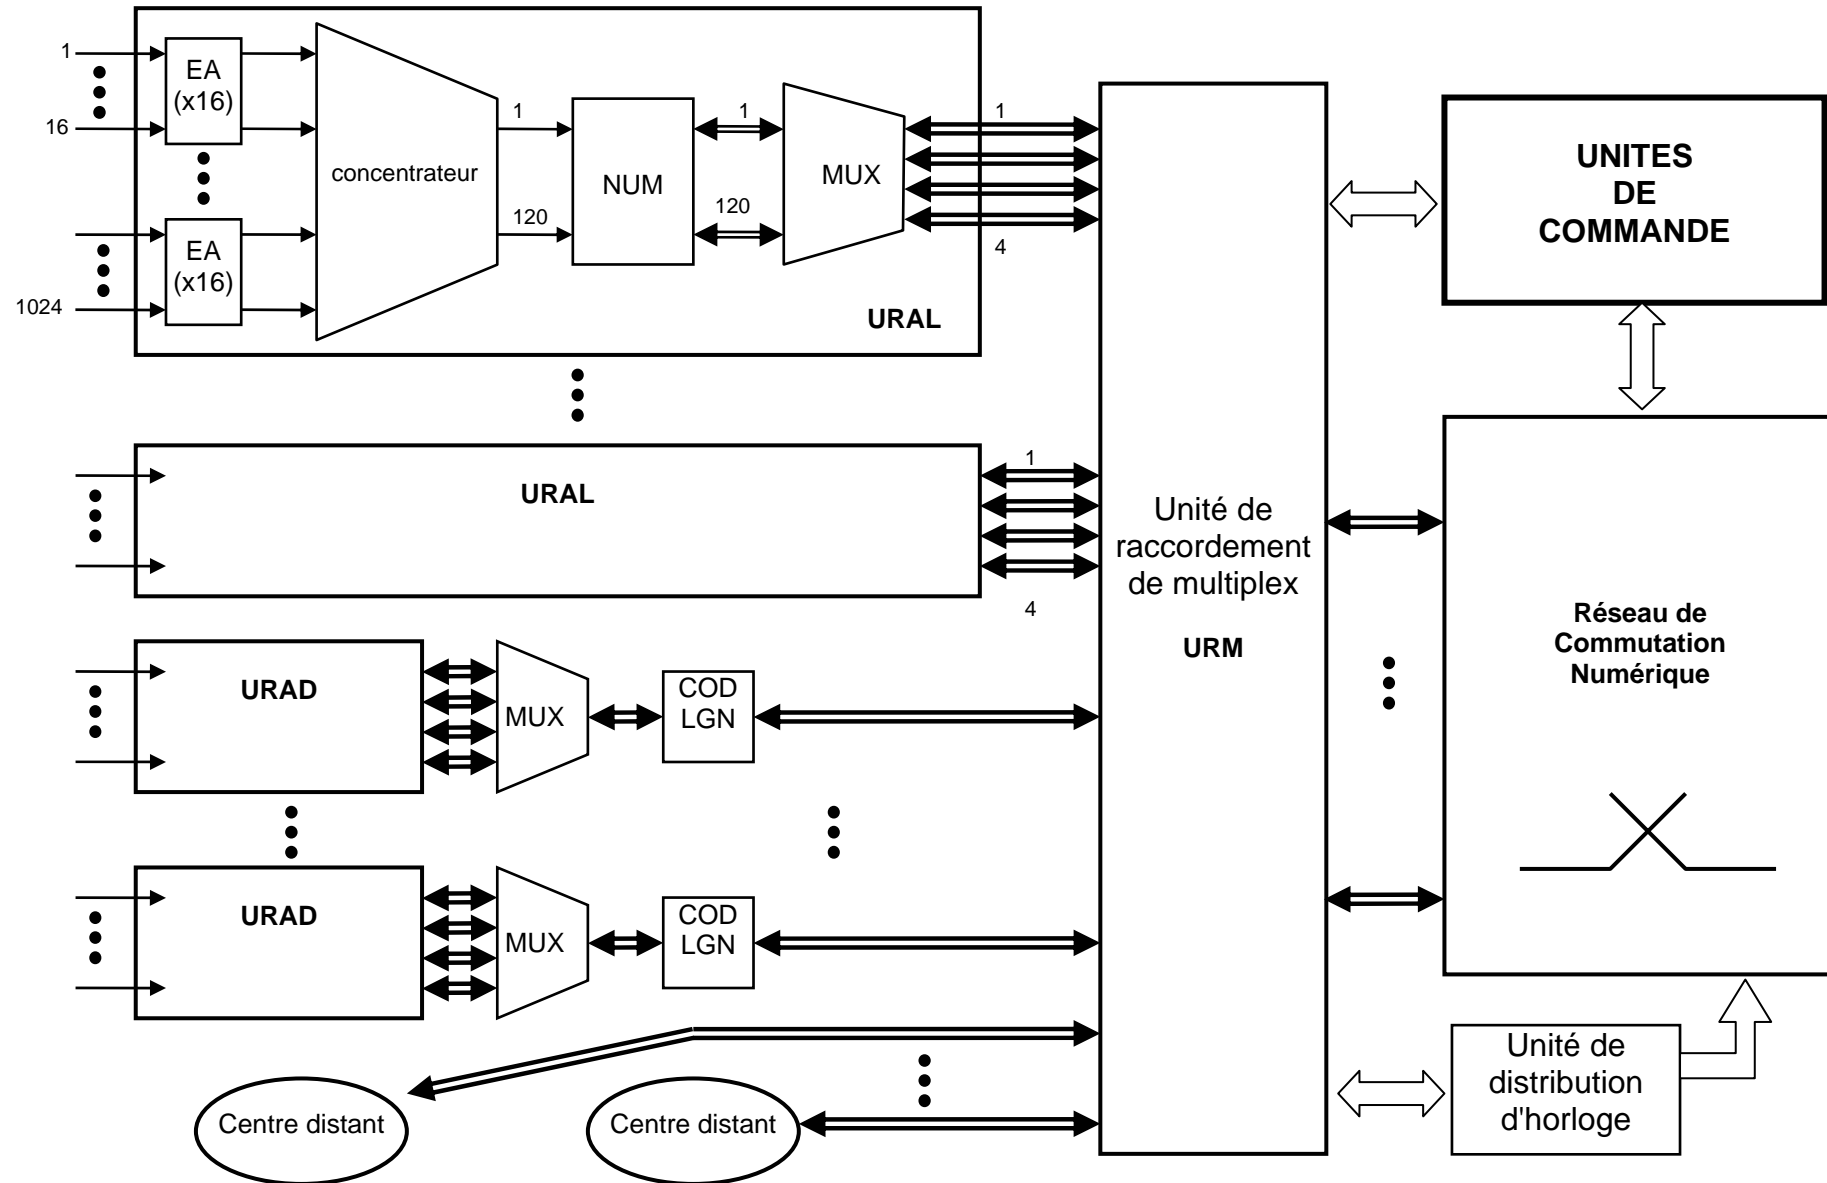 1
EA
(x16)
16
EA
(x16)
1024
concentrateur
1
120
NUM
1
120
MUX
1
4
URAL
URAL
1
4
URAD
MUX
COD
LGN
URAD
MUX
COD
LGN
Centre distant
Centre distant
Unité de
raccordement
de multiplex
URM
UNITES
DE
COMMANDE
Réseau de
Commutation
Numérique
Unité de
distribution
d'horloge